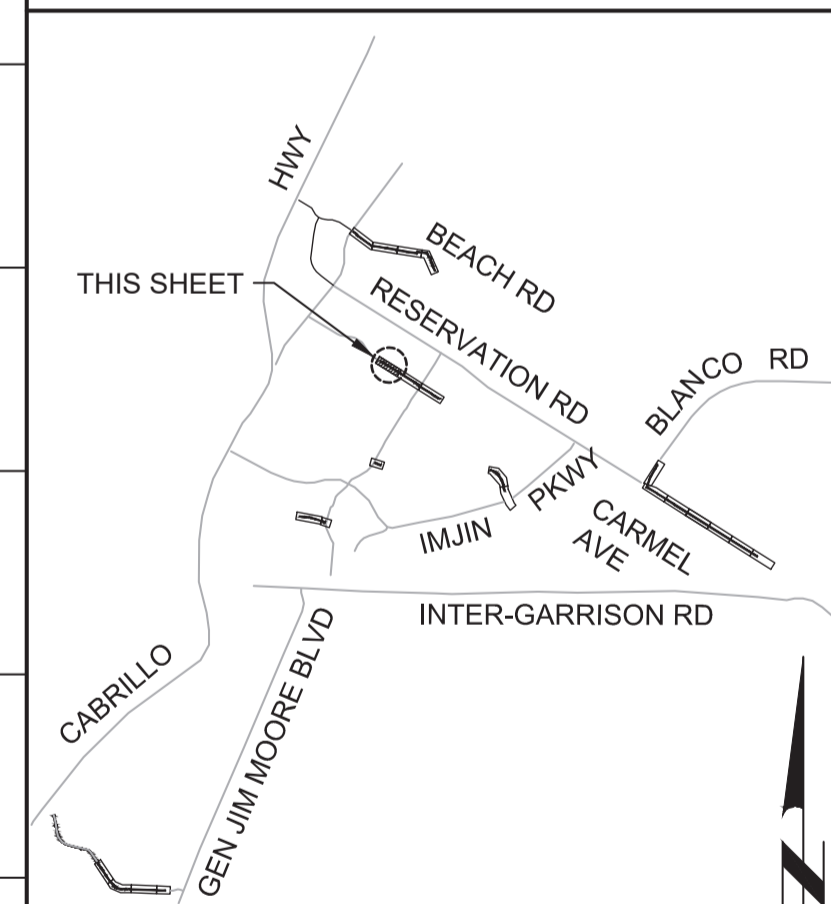 HWY
BEACH RD
THIS SHEET
RESERVATION RD
BLANCO RD
PKWY
IMJIN
CARMEL
AVE
INTER-GARRISON RD
CABRILLO
GEN JIM MOORE BLVD
N